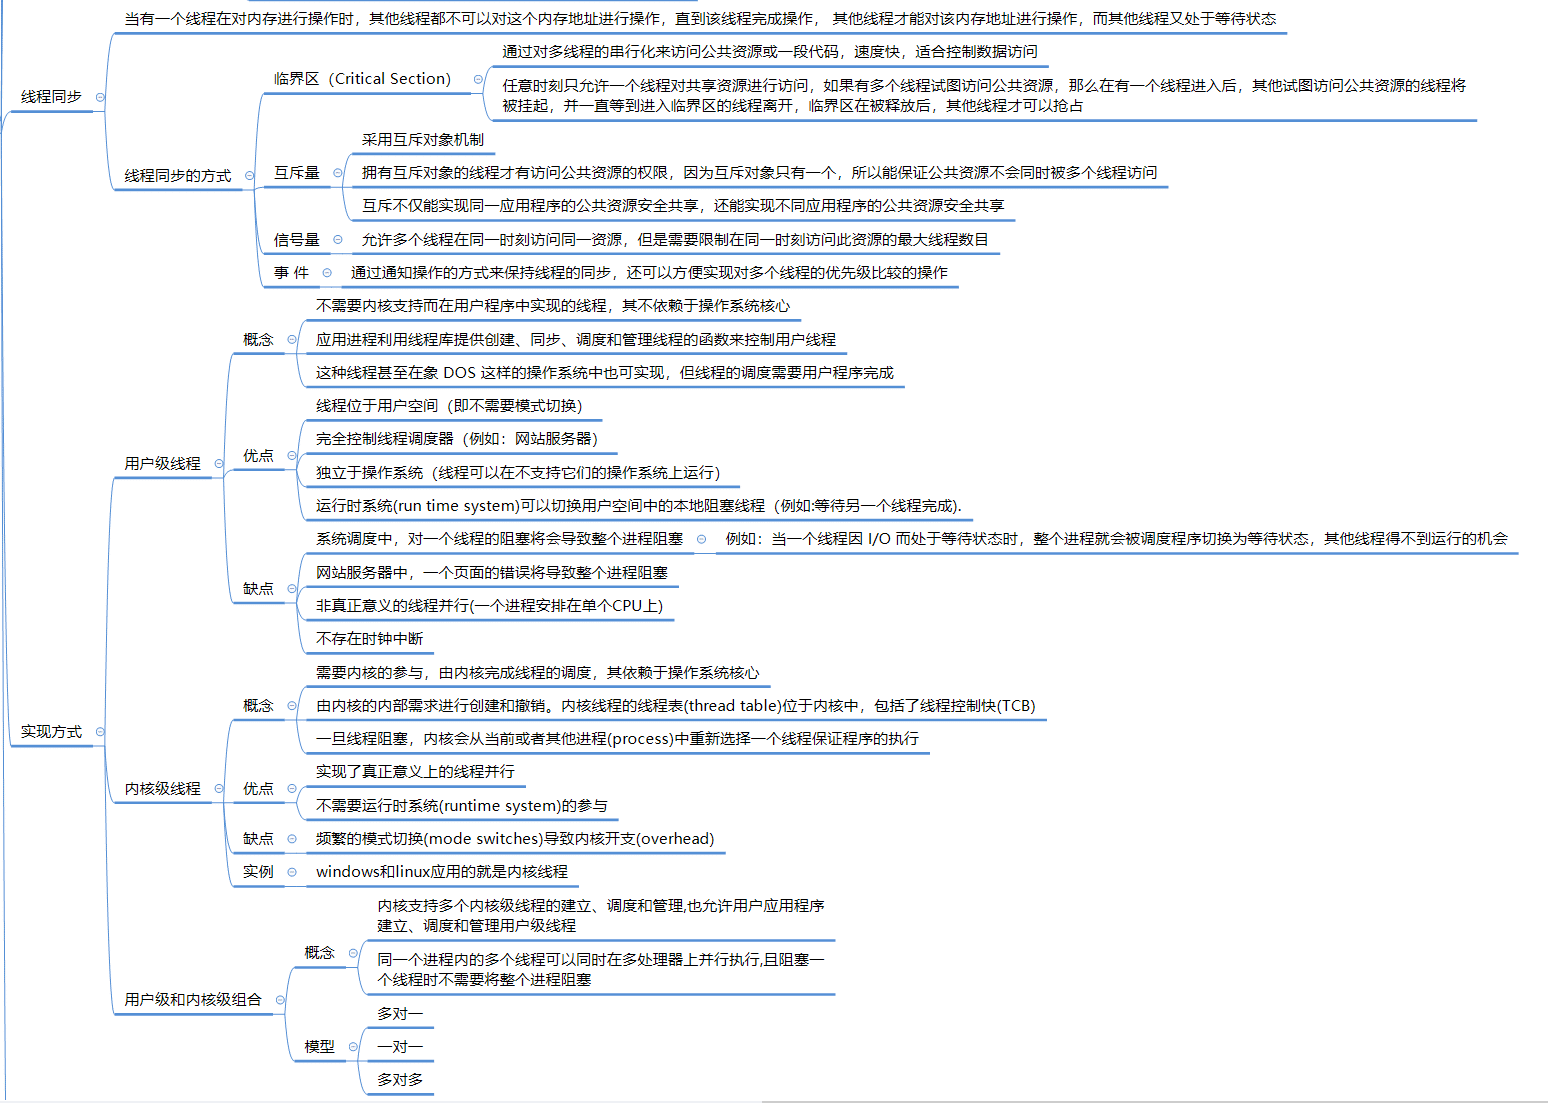 当有一个线程在对内存进行操作时，其他线程都不可以对这个内存地址进行操作，直到该线程完成操作， 其他线程才能对该内存地址进行操作，而其他线程又处于等待状态
线程同步
线程同步的方式
临界区（Critical Section）
通过对多线程的串行化来访问公共资源或一段代码，速度快，适合控制数据访问
任意时刻只允许一个线程对共享资源进行访问，如果有多个线程试图访问公共资源，那么在有一个线程进入后，其他试图访问公共资源的线程将
被挂起，并一直等到进入临界区的线程离开，临界区在被释放后，其他线程才可以抢占
互斥量
采用互斥对象机制
拥有互斥对象的线程才有访问公共资源的权限，因为互斥对象只有一个，所以能保证公共资源不会同时被多个线程访问
互斥不仅能实现同一应用程序的公共资源安全共享，还能实现不同应用程序的公共资源安全共享
信号量
允许多个线程在同一时刻访问同一资源，但是需要限制在同一时刻访问此资源的最大线程数目
事 件
通过通知操作的方式来保持线程的同步，还可以方便实现对多个线程的优先级比较的操作
实现方式
用户级线程
概念
不需要内核支持而在用户程序中实现的线程，其不依赖于操作系统核心
应用进程利用线程库提供创建、同步、调度和管理线程的函数来控制用户线程
这种线程甚至在象 DOS 这样的操作系统中也可实现，但线程的调度需要用户程序完成
优点
线程位于用户空间（即不需要模式切换）
完全控制线程调度器（例如：网站服务器）
独立于操作系统（线程可以在不支持它们的操作系统上运行）
运行时系统(run time system)可以切换用户空间中的本地阻塞线程（例如:等待另一个线程完成).
缺点
系统调度中，对一个线程的阻塞将会导致整个进程阻塞
例如：当一个线程因 I/O 而处于等待状态时，整个进程就会被调度程序切换为等待状态，其他线程得不到运行的机会
网站服务器中，一个页面的错误将导致整个进程阻塞
非真正意义的线程并行(一个进程安排在单个CPU上)
不存在时钟中断
内核级线程
概念
需要内核的参与，由内核完成线程的调度，其依赖于操作系统核心
由内核的内部需求进行创建和撤销。内核线程的线程表(thread table)位于内核中，包括了线程控制快(TCB)
一旦线程阻塞，内核会从当前或者其他进程(process)中重新选择一个线程保证程序的执行
优点
实现了真正意义上的线程并行
不需要运行时系统(runtime system)的参与
缺点
频繁的模式切换(mode switches)导致内核开支(overhead)
实例
windows和linux应用的就是内核线程
用户级和内核级组合
概念
内核支持多个内核级线程的建立、调度和管理,也允许用户应用程序
建立、调度和管理用户级线程
同一个进程内的多个线程可以同时在多处理器上并行执行,且阻塞一
个线程时不需要将整个进程阻塞
模型
多对一
一对一
多对多